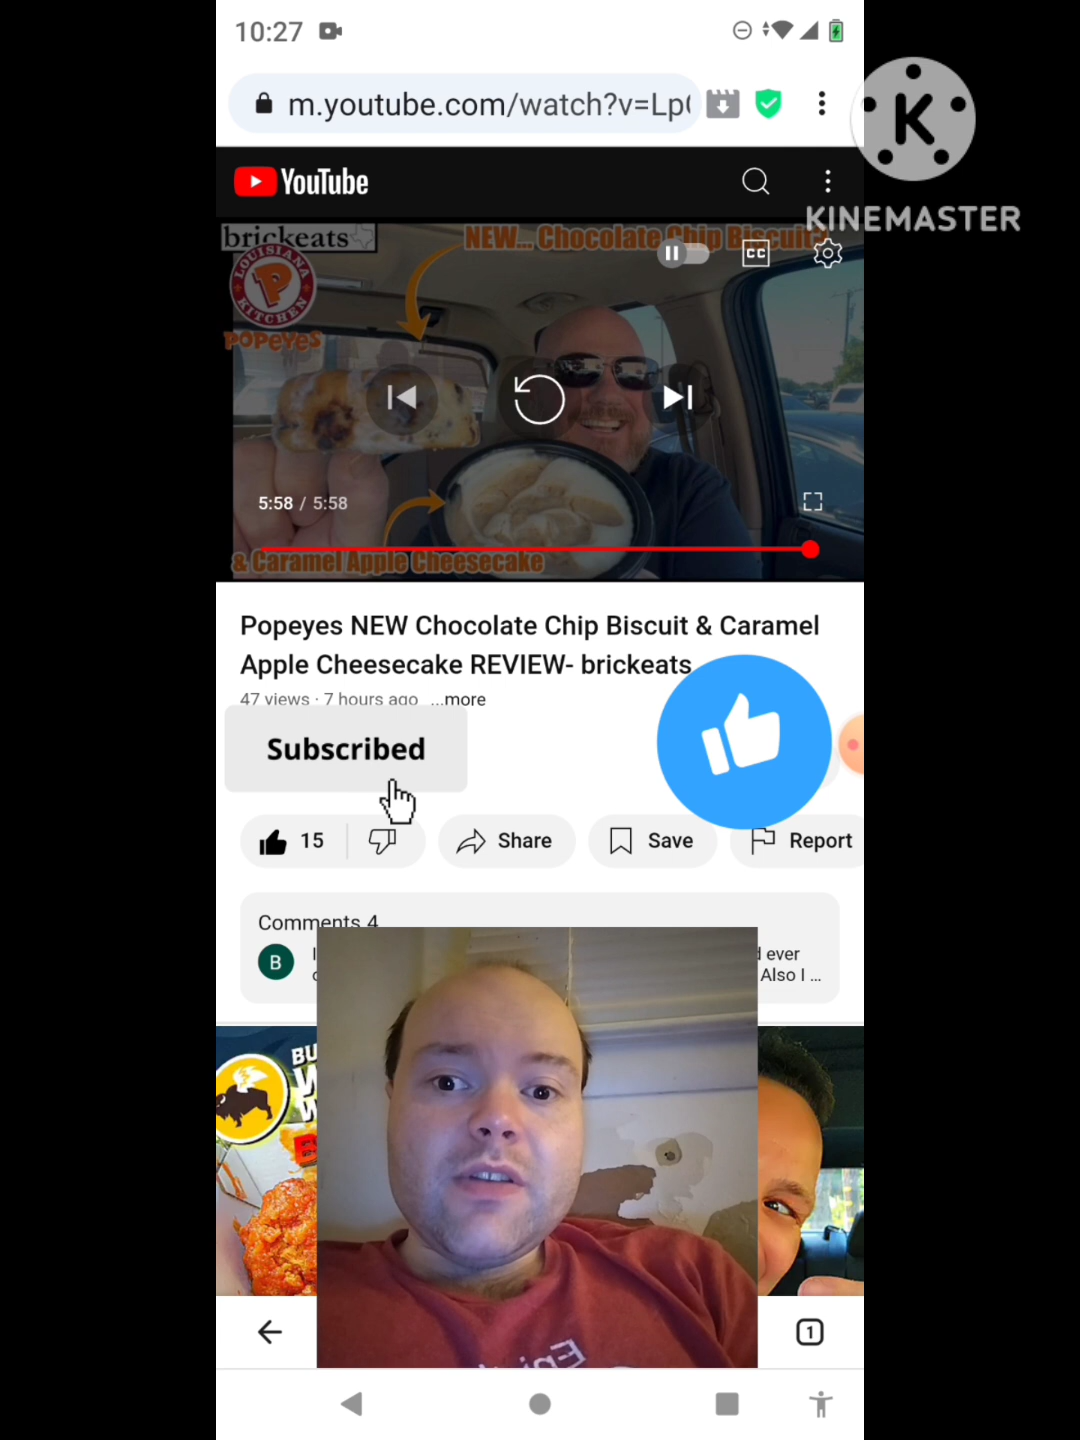 10:27
m.youtube.com/watch?v=Lp
K
KINEMASTER
YouTube
brickeats
NEW... Chocolate Chip Biscuit
CC
LOUISIANA
P
KITCHEN
POPEYES
5:58 / 5:58
& Caramel Apple Cheesecake
Popeyes NEW Chocolate Chip Biscuit & Caramel
Apple Cheesecake REVIEW- brickeats
47 views · 7 hours ago ...more
Subscribed
15
Share
Save
Report
Comments 4
B
ever
Also I ...
BU
W
1